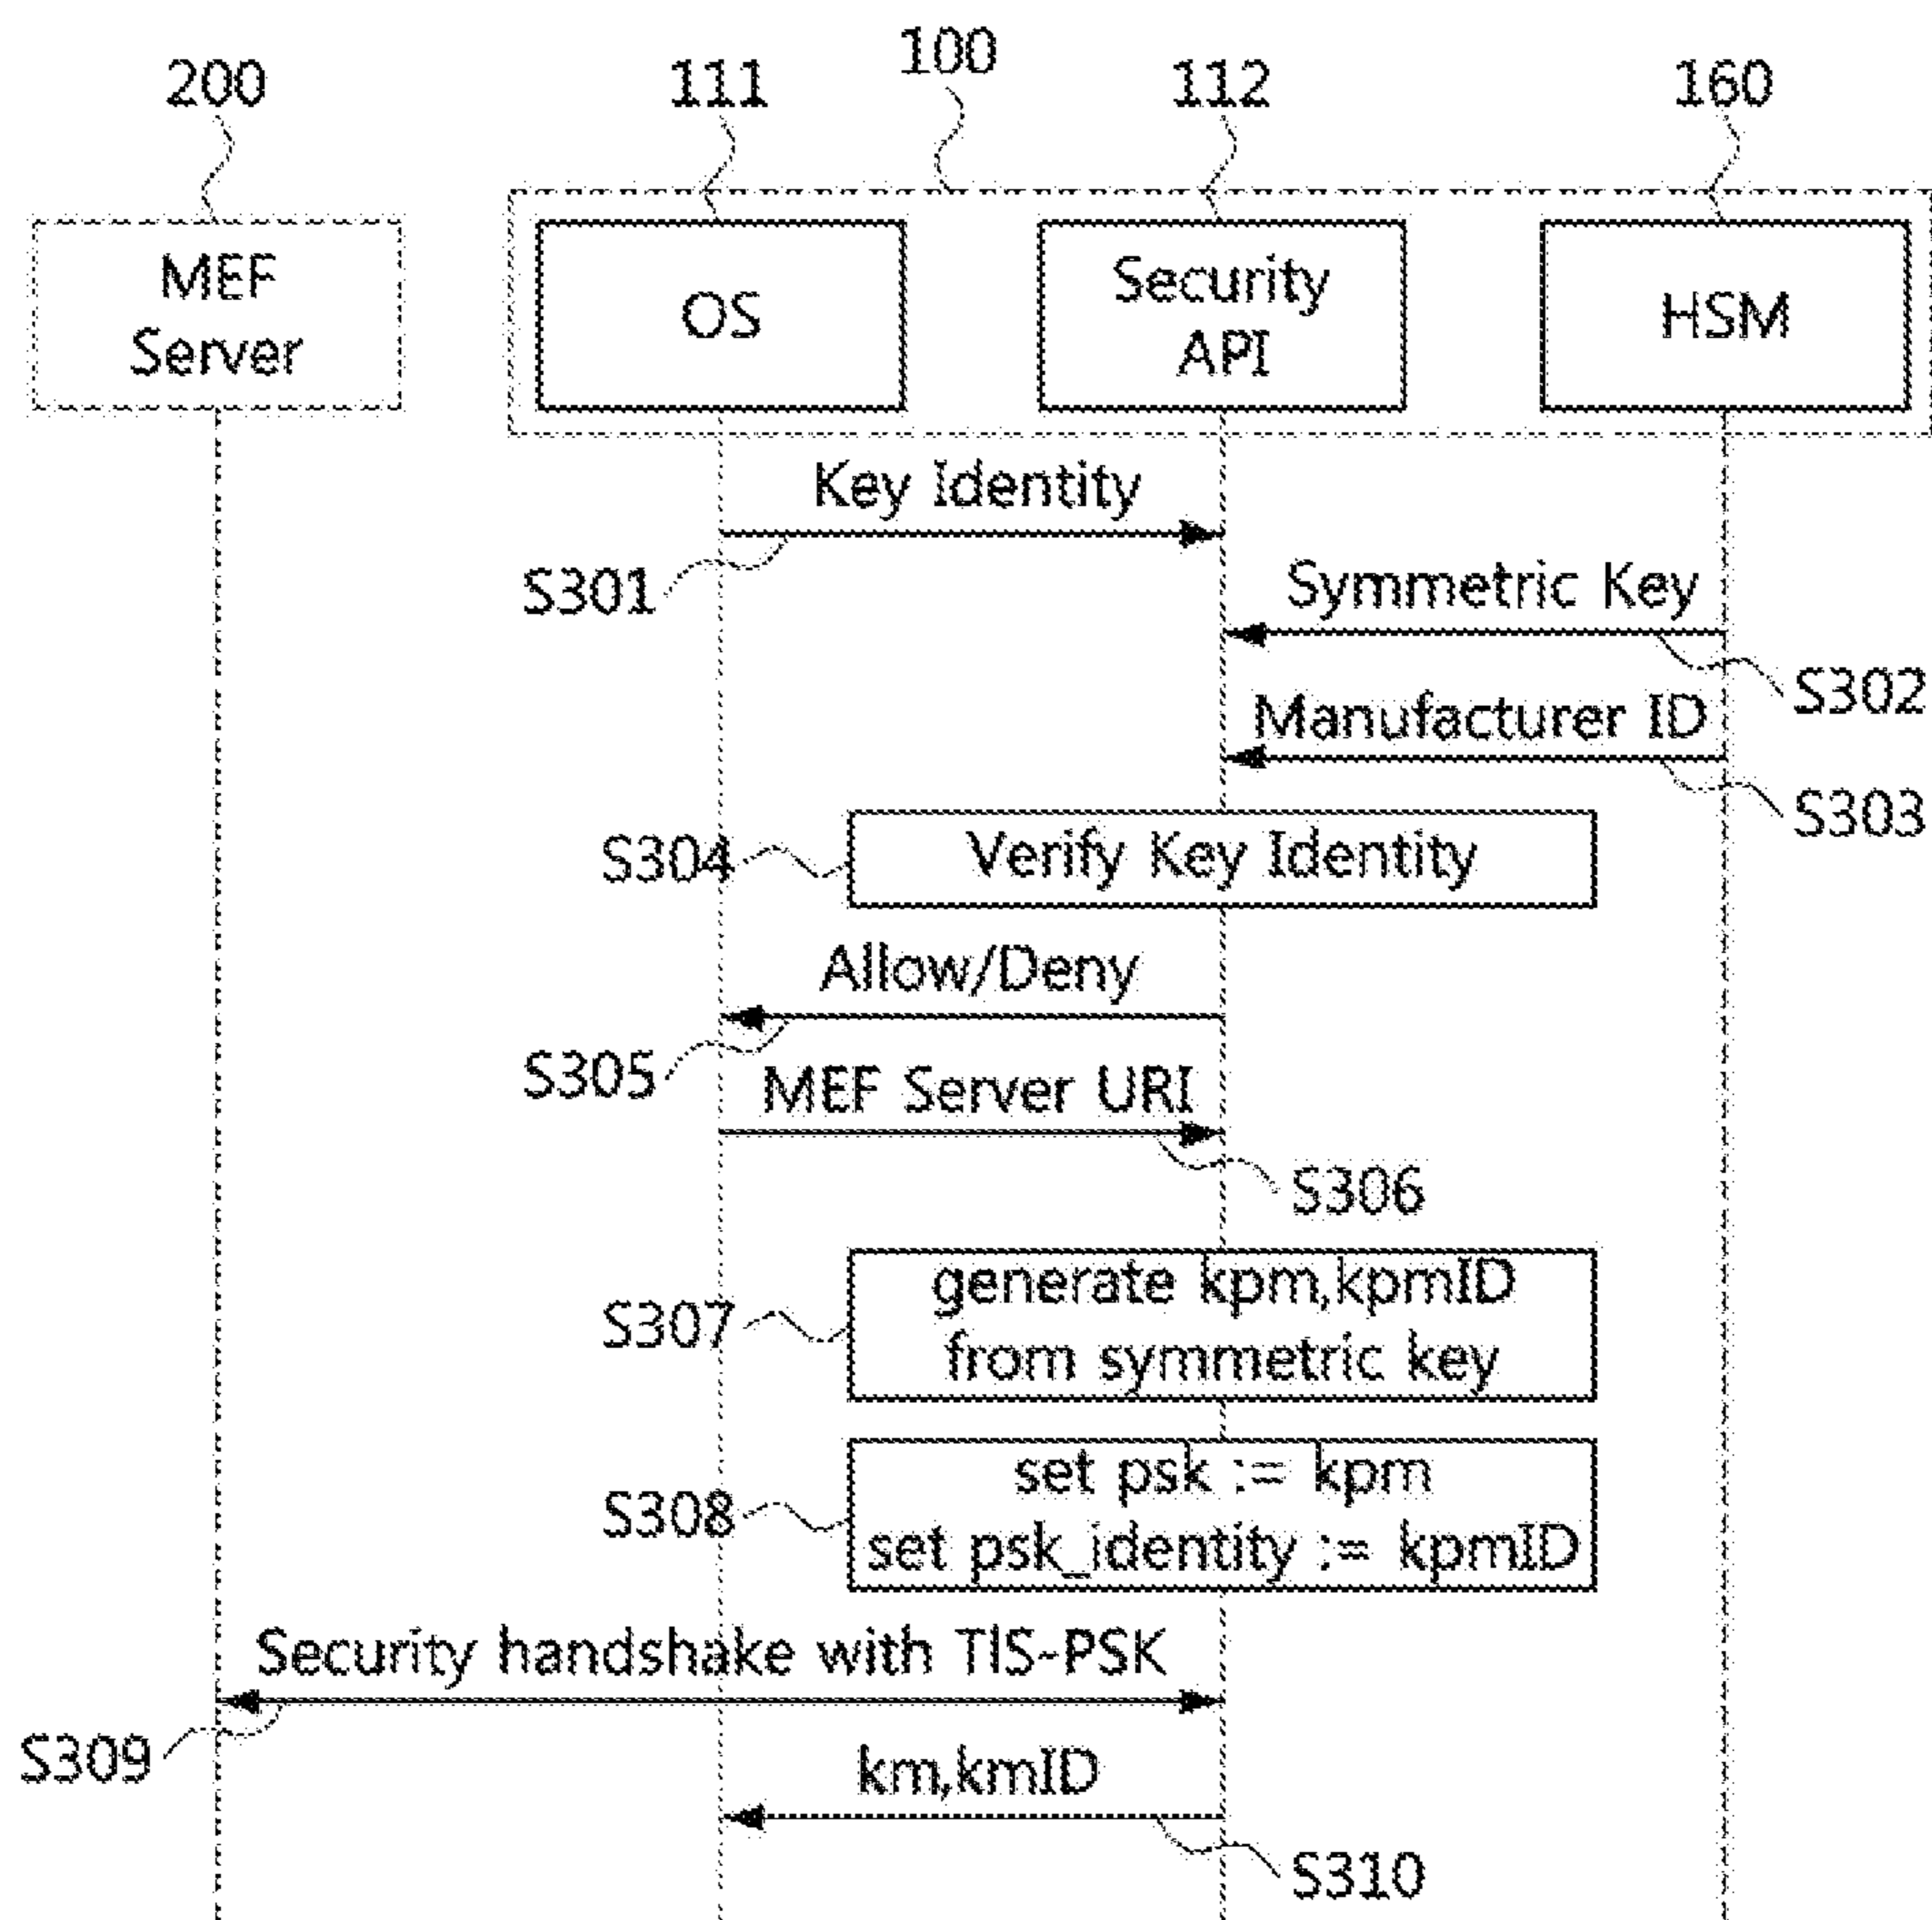 200
111
100
112
160
MEF
Server
OS
Security
API
HSM
Key Identity
S301
Symmetric Key
S302
Manufacturer ID
S303
S304
Verify Key Identity
Allow/Deny
S305
MEF Server URI
S306
S307
generate kpm,kpmID
from symmetric key
S308
set psk := kpm
set psk_identity := kpmID
Security handshake with TlS-PSK
S309
km,kmID
S310